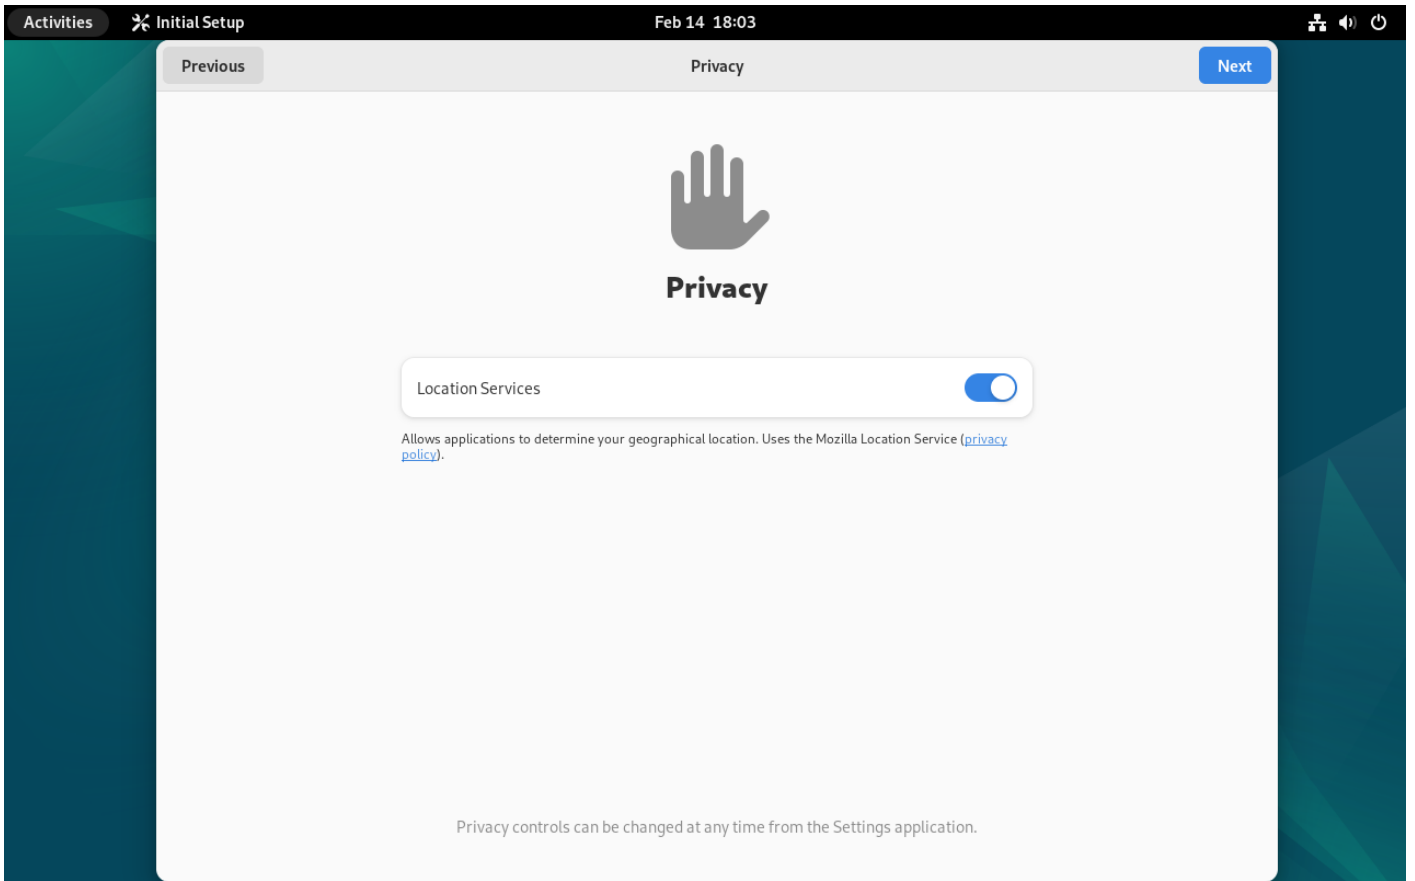 Activities
Initial Setup
Feb 14 18:03
Previous
Privacy
Next
Privacy
Location Services
Allows applications to determine your geographical location. Uses the Mozilla Location Service (privacy
policy).
Privacy controls can be changed at any time from the Settings application.